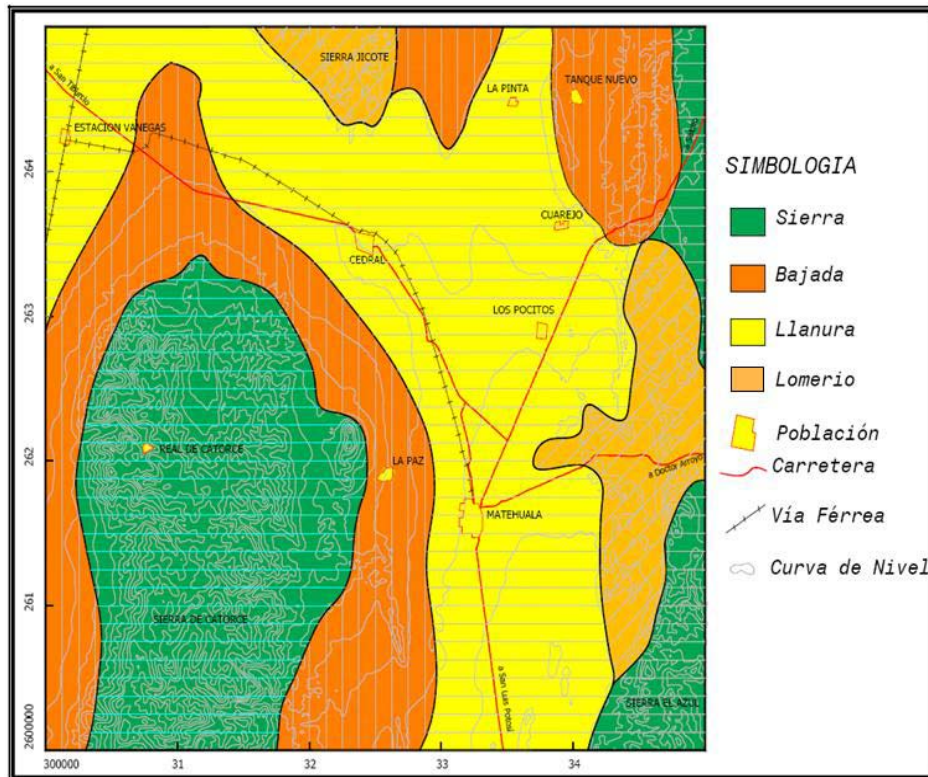 SIERRA JICOTE
TANQUE NUEVO
LA PINTA
a San Tiburcio
ESTACION VANEGAS
CUAREJO
CEDRAL
LOS POCITOS
REAL DE CATORCE
LA PAZ
a Doctor Arroyo
MATEHUALA
SIERRA DE CATORCE
a San Luis Potosí
SIERRA EL AZUL
264
263
262
261
2600000
300000 31 32 33 34
SIMBOLOGIA
Sierra
Bajada
Llanura
Lomerio
Población
Carretera
Vía Férrea
Curva de Nivel